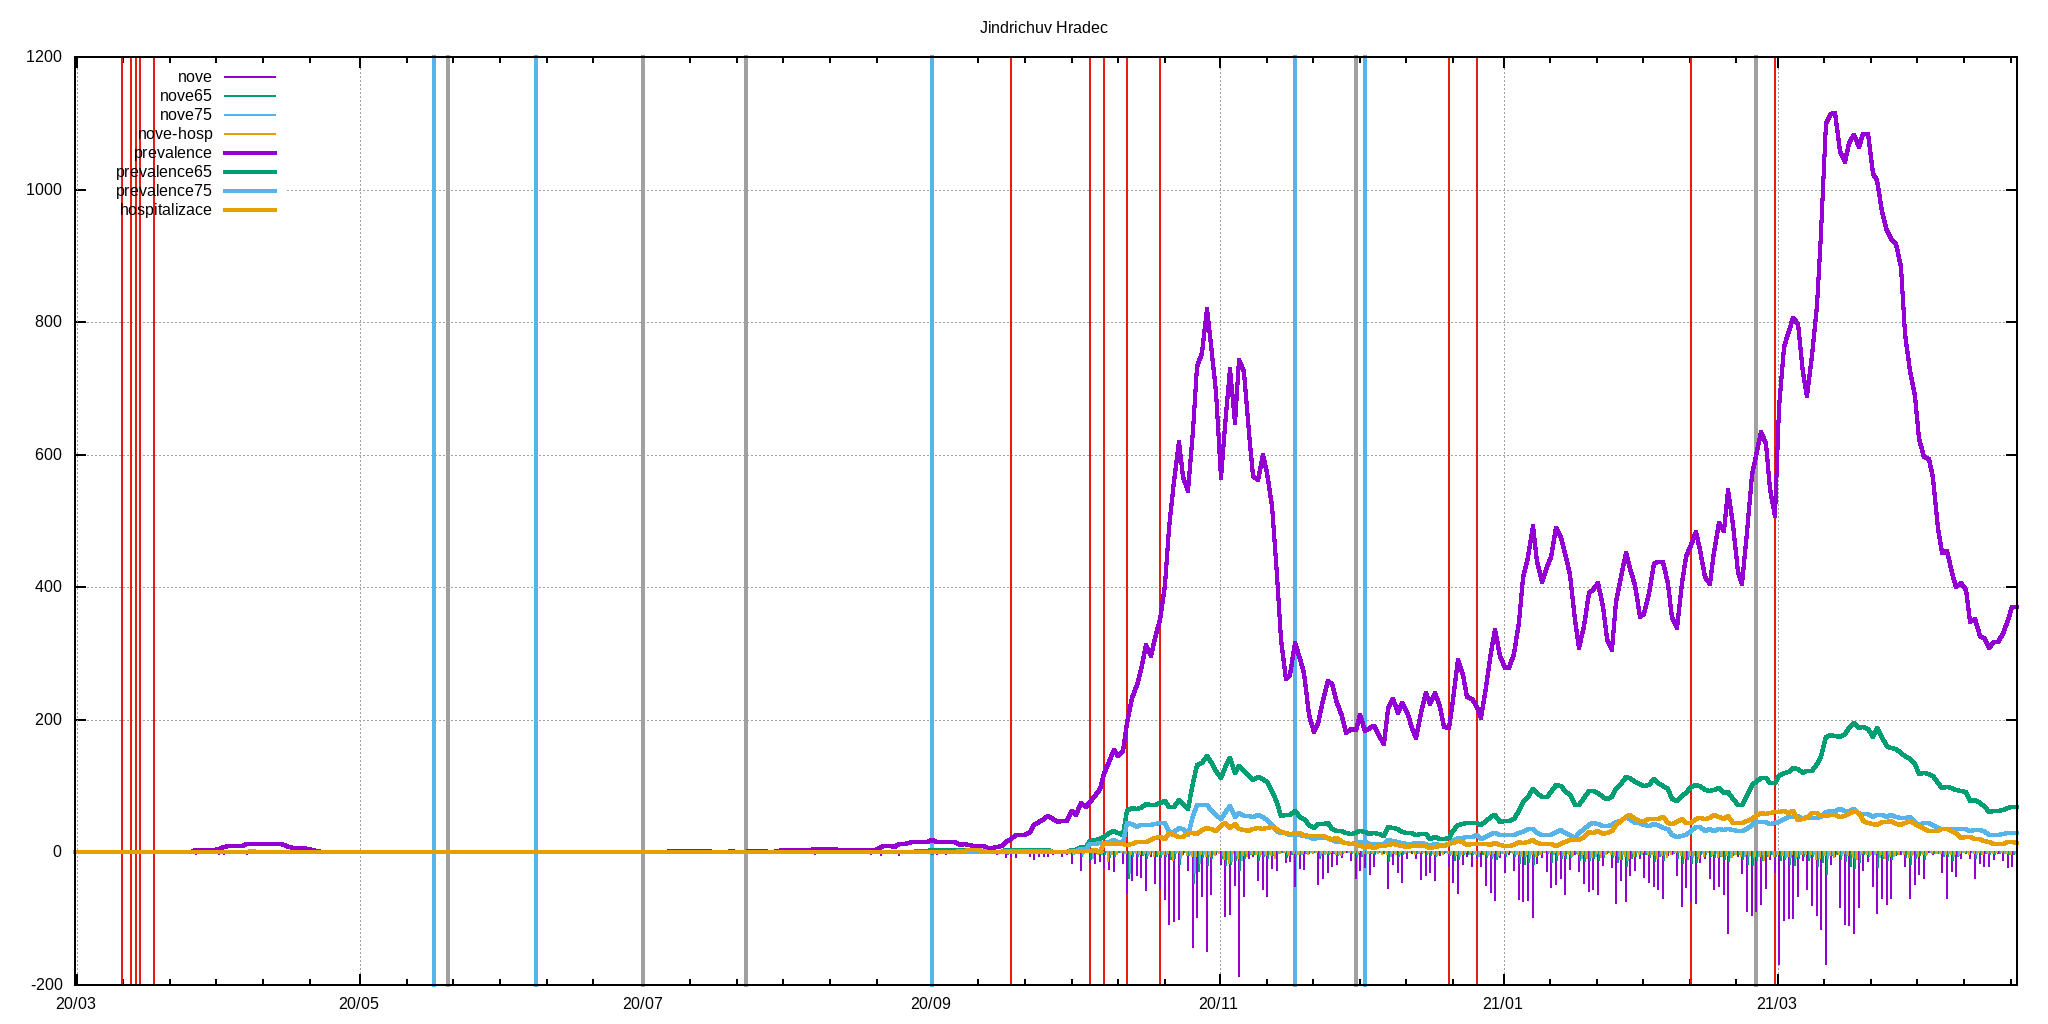 Jindrichuv Hradec
1200
1000
800
600
400
200
0
-200
nove
nove65
nove75
nove-hosp
prevalence
prevalence65
prevalence75
hospitalizace
20/03 20/05 20/07 20/09 20/11 21/01 21/03